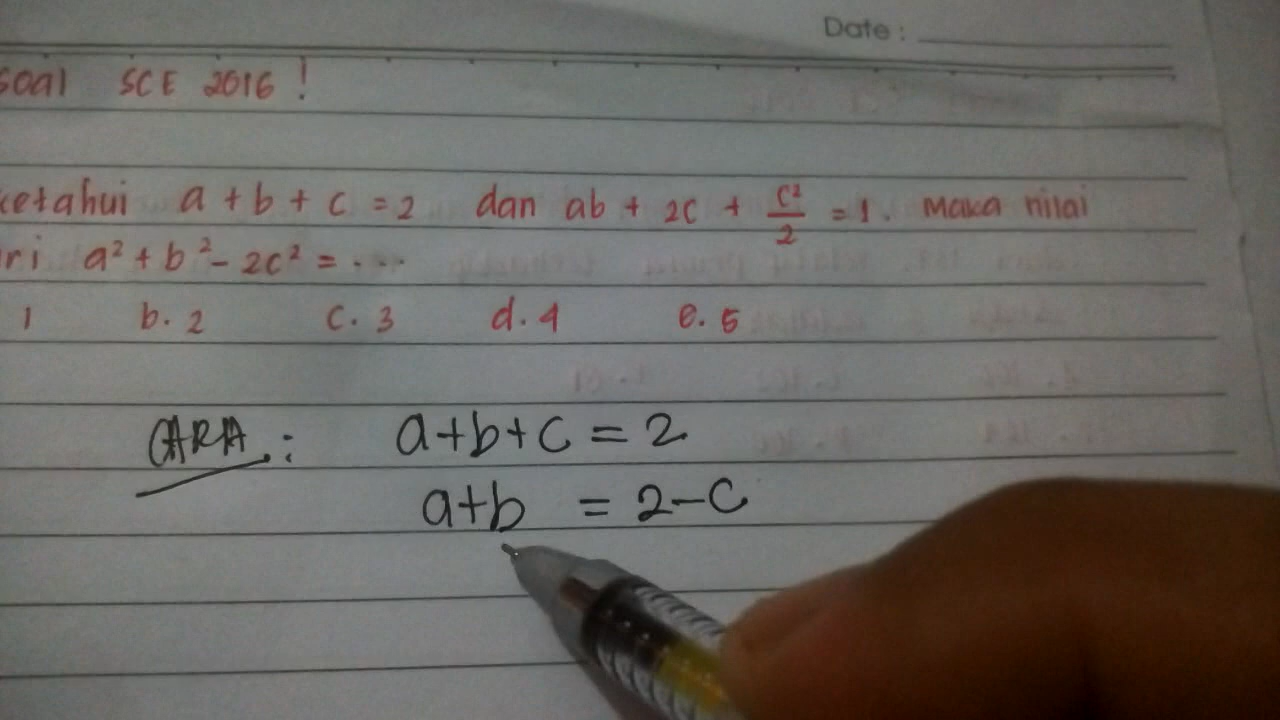 Date :
soal SCE 2016 !
ketahui a + b + c = 2 dan ab + 2c + c²/2 = 1. Maka nilai
ri a² + b² - 2c² = ....
1 b. 2 c. 3 d. 4 e. 5
CARA : a+b+c = 2
a+b = 2-c